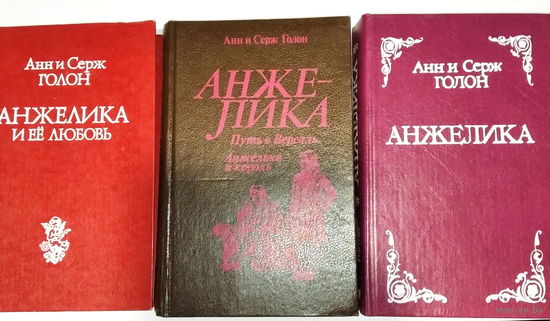 Анн и Серж
ГОЛОН
АНЖЕЛИКА
И ЕЁ ЛЮБОВЬ
Анн и Серж Голон
АНЖЕ-
ЛИКА
Путь в Версаль
Анжелика
и король
Анн и Серж
ГОЛОН
АНЖЕЛИКА